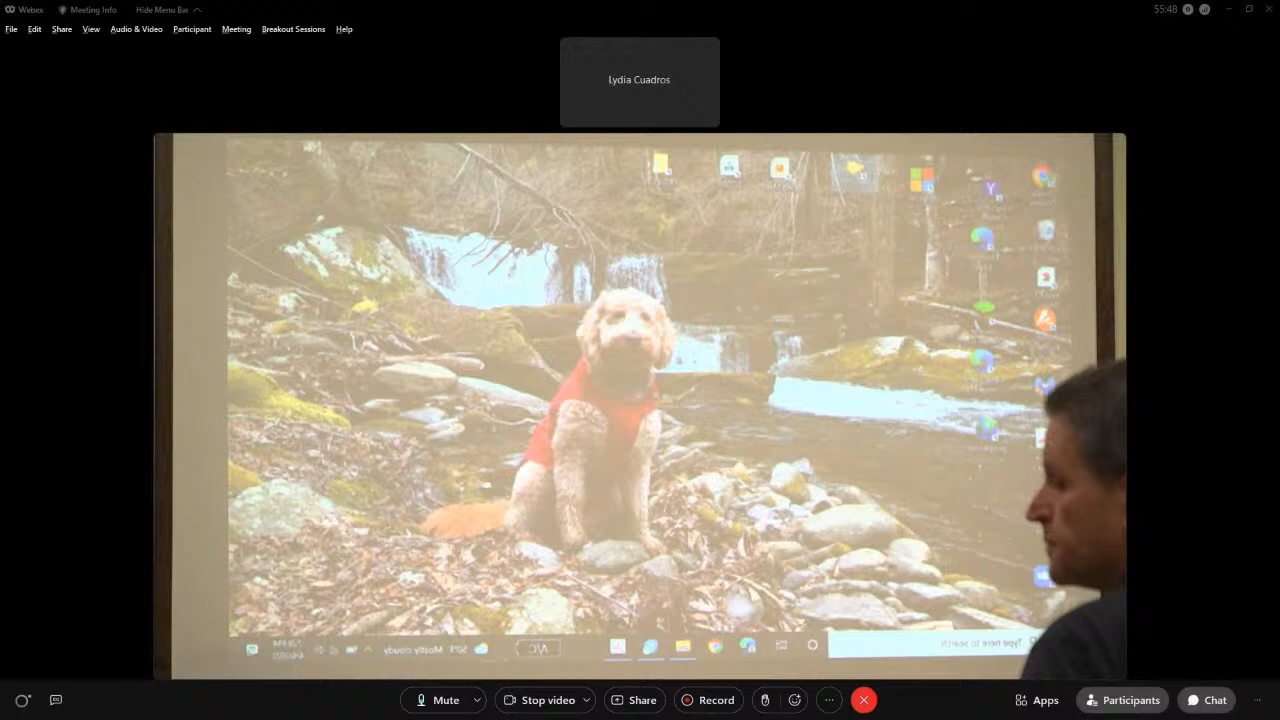 Webex Meeting Info Hide Menu Bar 55:48
File Edit Share View Audio & Video Participant Meeting Breakout Sessions Help
Lydia Cuadros
Type here to search
A/C
50°F Mostly cloudy
Mute Stop video Share Record Apps Participants Chat